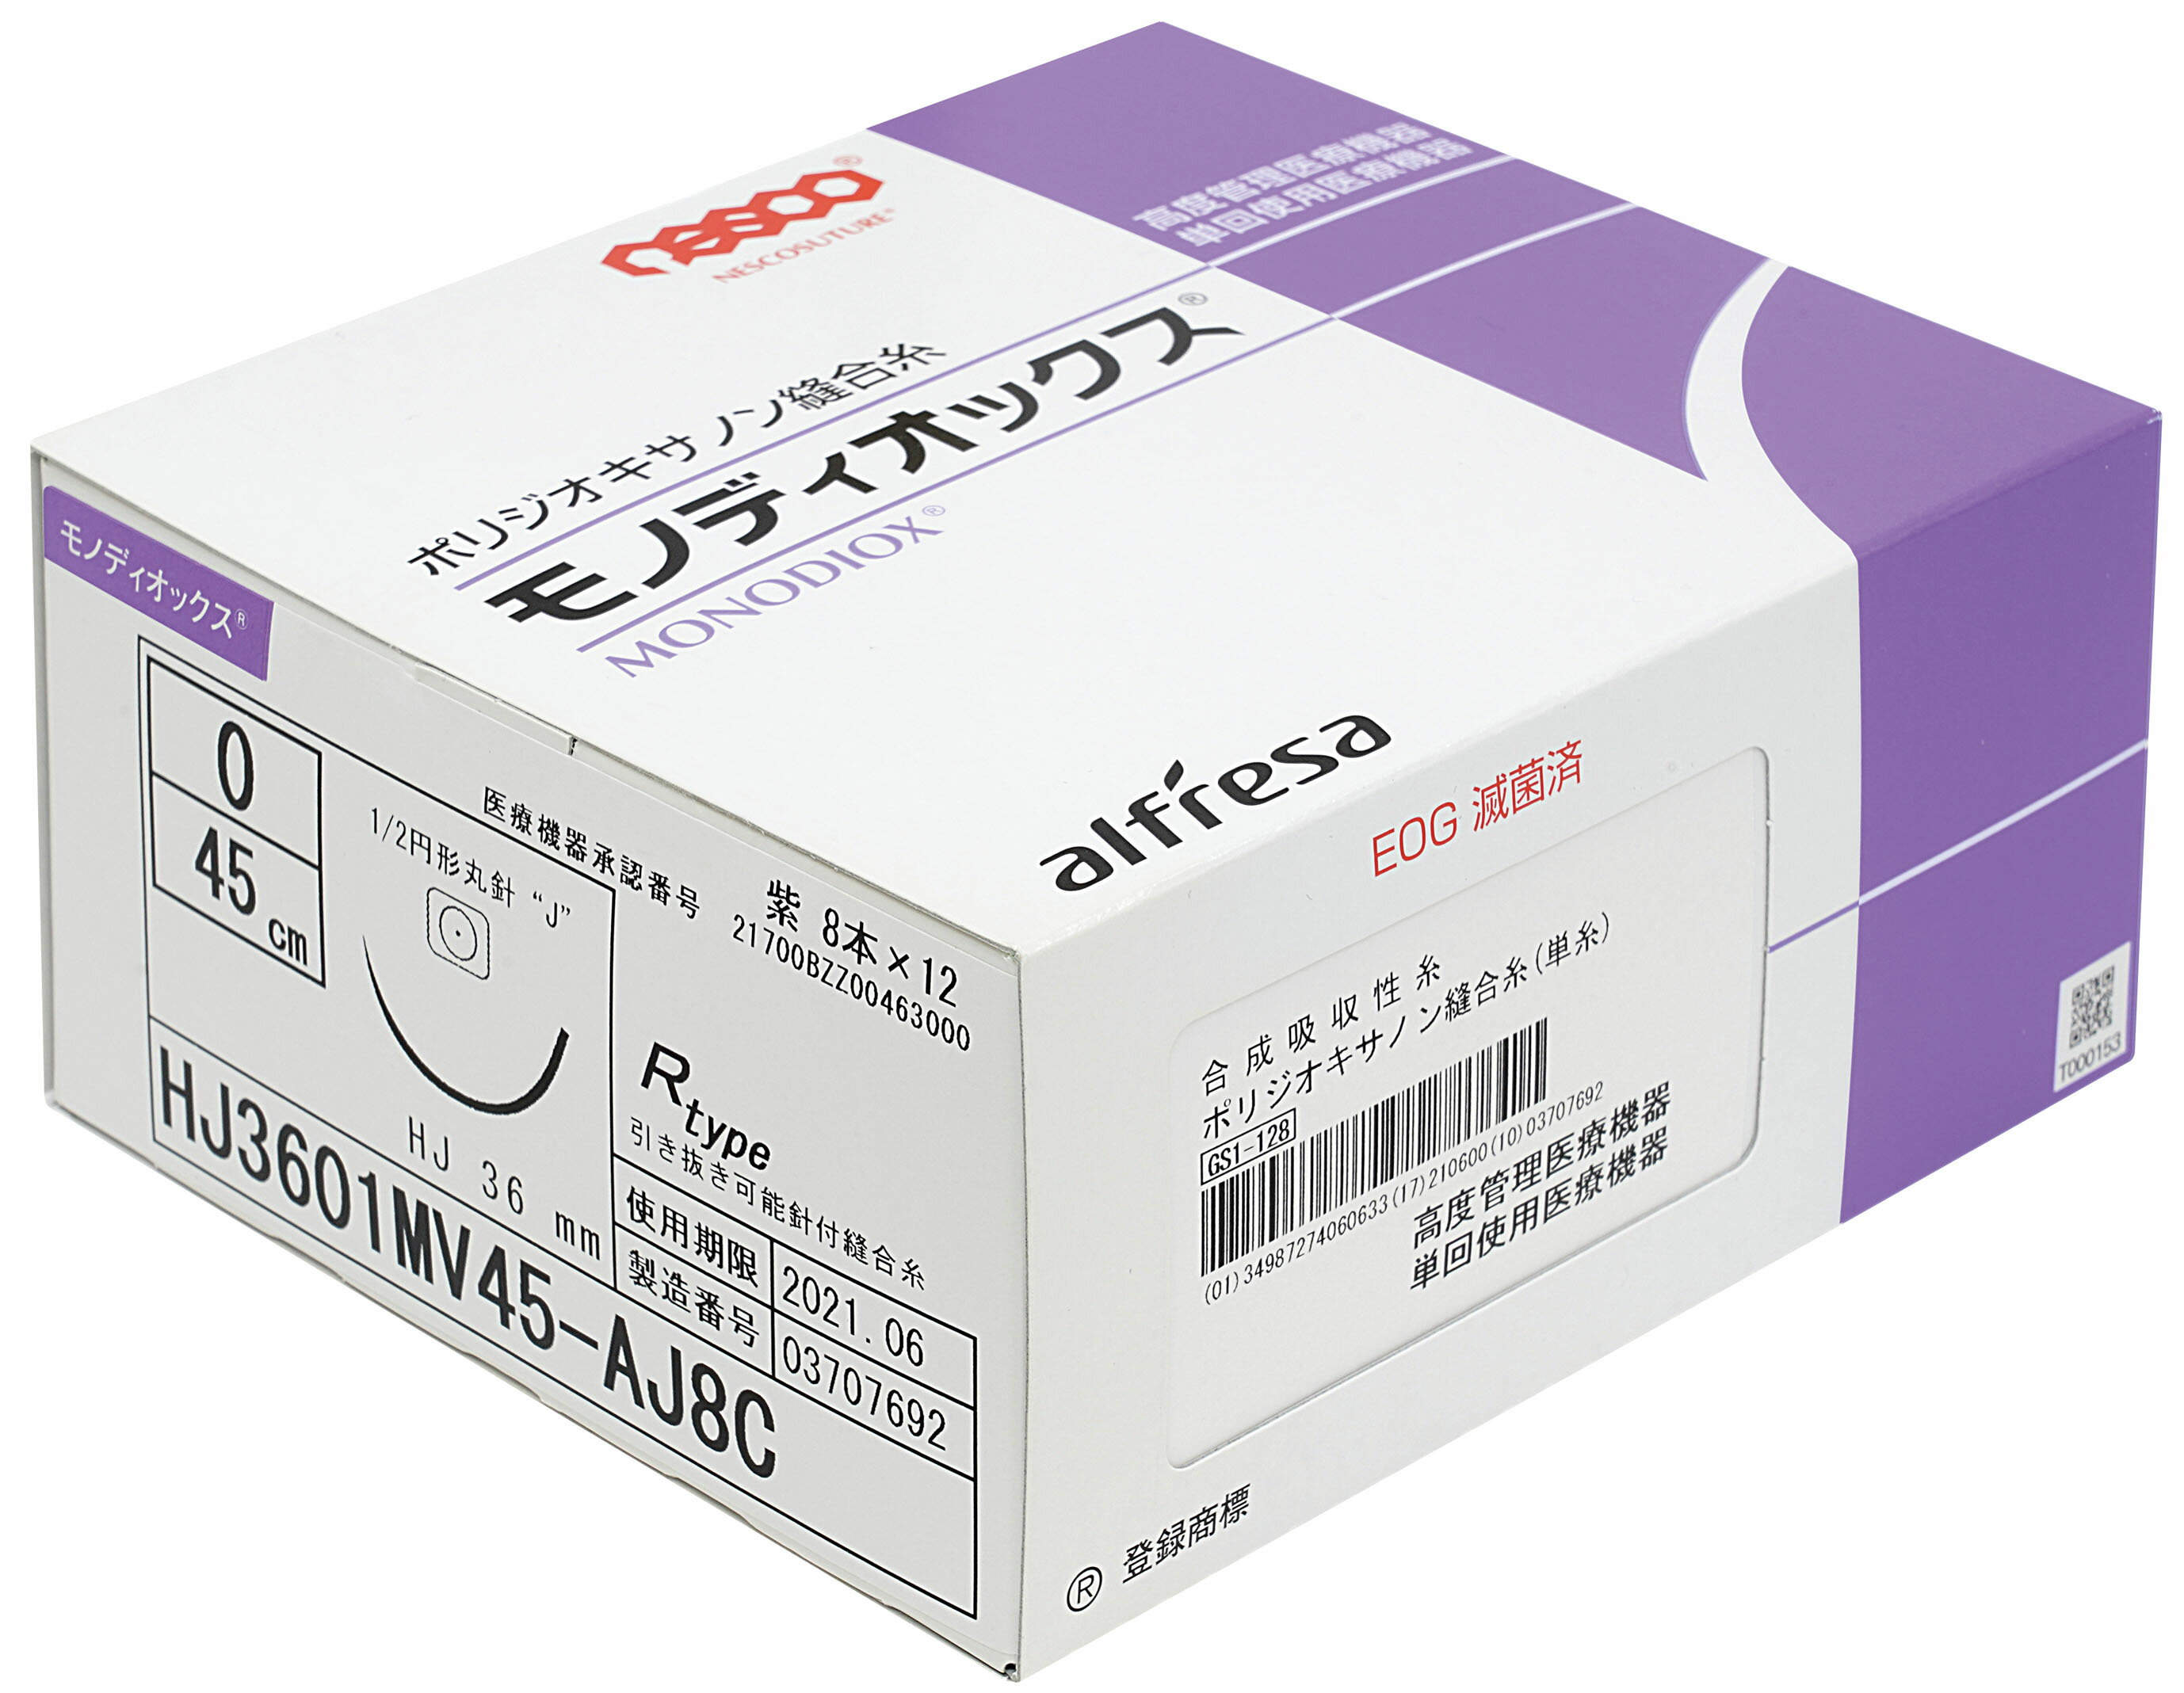 nesco®
NESCOSUTURE®
高度管理医療機器
単回使用医療機器
ポリジオキサノン縫合糸
モノディオックス®
MONODIOX®
alfresa
モノディオックス®
0
45 cm
医療機器承認番号
紫 8本×12
21700BZZ00463000
1/2円形丸針 “J”
HJ 36 mm
Rtype
引き抜き可能針付縫合糸
使用期限 2021.06
製造番号 03707692
HJ3601MV45-AJ8C
EOG 滅菌済
合成吸収性糸
ポリジオキサノン縫合糸(単糸)
GS1-128
(01)34987274060633(17)210600(10)03707692
高度管理医療機器
単回使用医療機器
® 登録商標
T000153